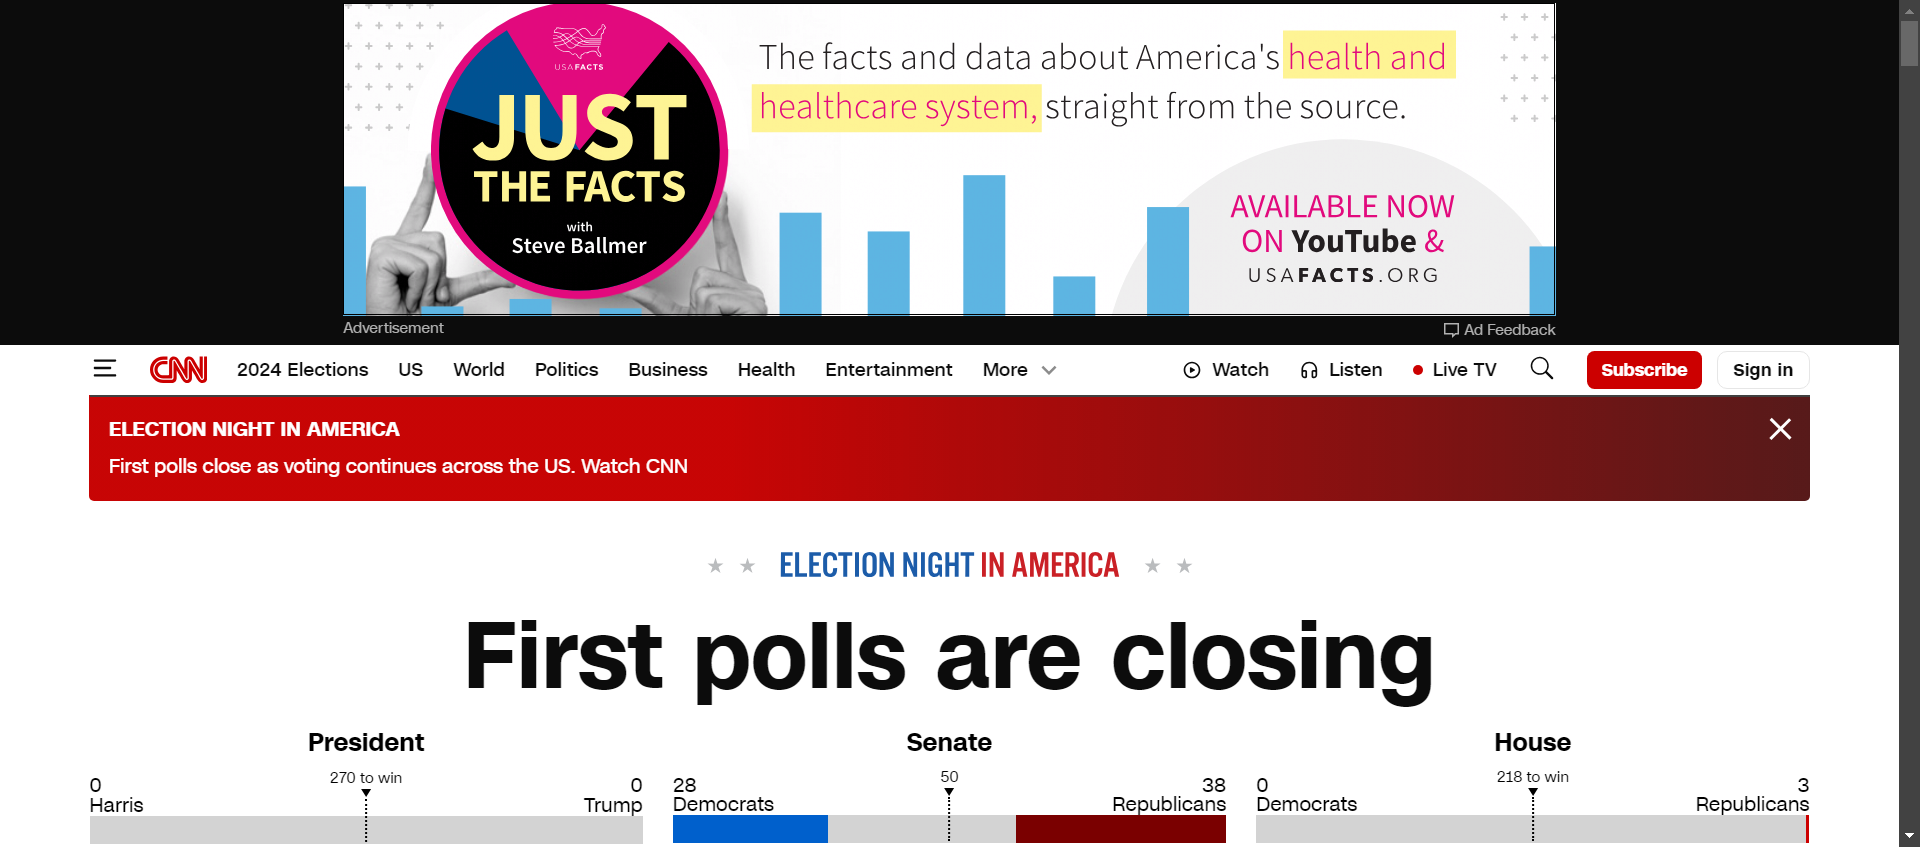 USAFACTS
JUST
THE FACTS
with
Steve Ballmer
The facts and data about America's health and
healthcare system, straight from the source.
AVAILABLE NOW
ON YouTube &
USAFACTS.ORG
Advertisement
Ad Feedback
CNN 2024 Elections US World Politics Business Health Entertainment More Watch Listen Live TV Subscribe Sign in
ELECTION NIGHT IN AMERICA
First polls close as voting continues across the US. Watch CNN
ELECTION NIGHT IN AMERICA
First polls are closing
President
0 270 to win 0
Harris Trump
Senate
28 50 38
Democrats Republicans
House
0 218 to win 3
Democrats Republicans